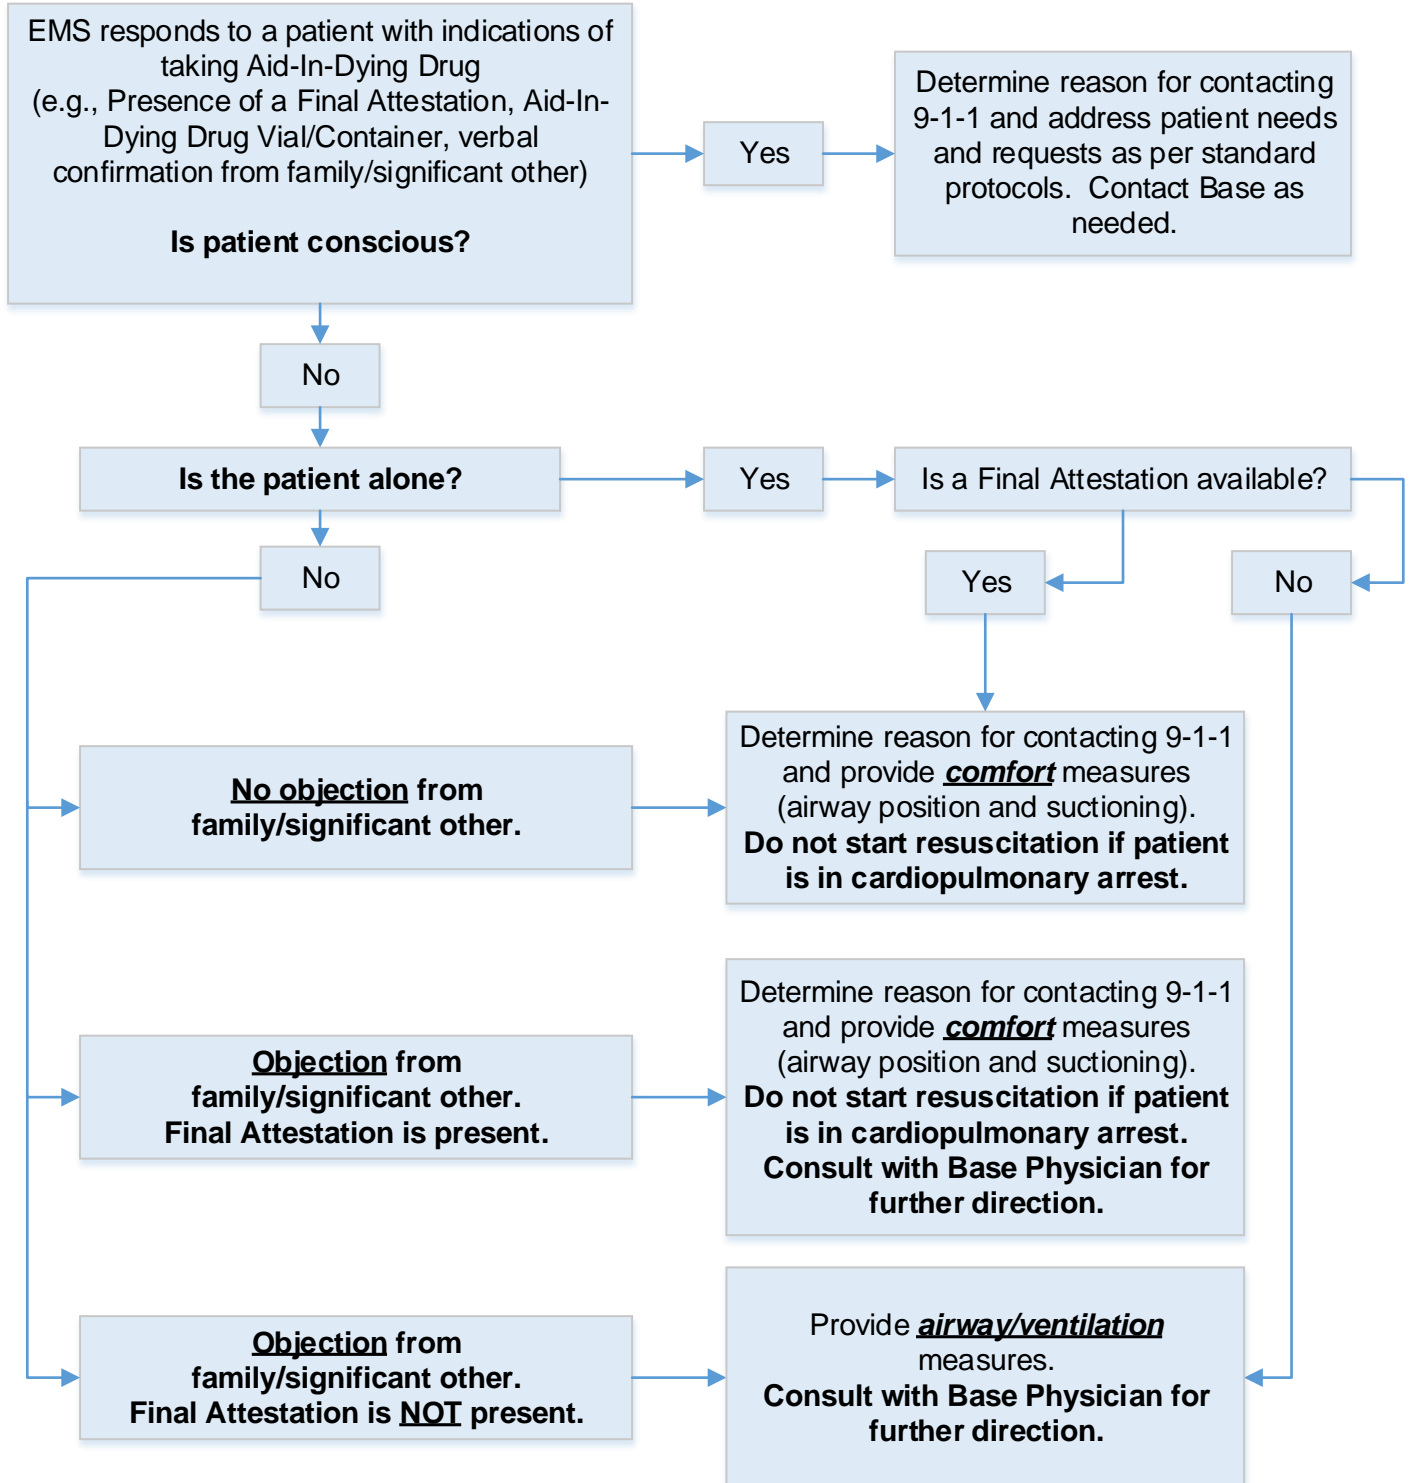 EMS responds to a patient with indications of
taking Aid-In-Dying Drug
(e.g., Presence of a Final Attestation, Aid-In-
Dying Drug Vial/Container, verbal
confirmation from family/significant other)
Is patient conscious?
Yes
Determine reason for contacting
9-1-1 and address patient needs
and requests as per standard
protocols.  Contact Base as
needed.
No
Is the patient alone?
Yes
Is a Final Attestation available?
No
Yes
No
No objection from
family/significant other.
Determine reason for contacting 9-1-1
and provide comfort measures
(airway position and suctioning).
Do not start resuscitation if patient
is in cardiopulmonary arrest.
Objection from
family/significant other.
Final Attestation is present.
Determine reason for contacting 9-1-1
and provide comfort measures
(airway position and suctioning).
Do not start resuscitation if patient
is in cardiopulmonary arrest.
Consult with Base Physician for
further direction.
Objection from
family/significant other.
Final Attestation is NOT present.
Provide airway/ventilation
measures.
Consult with Base Physician for
further direction.